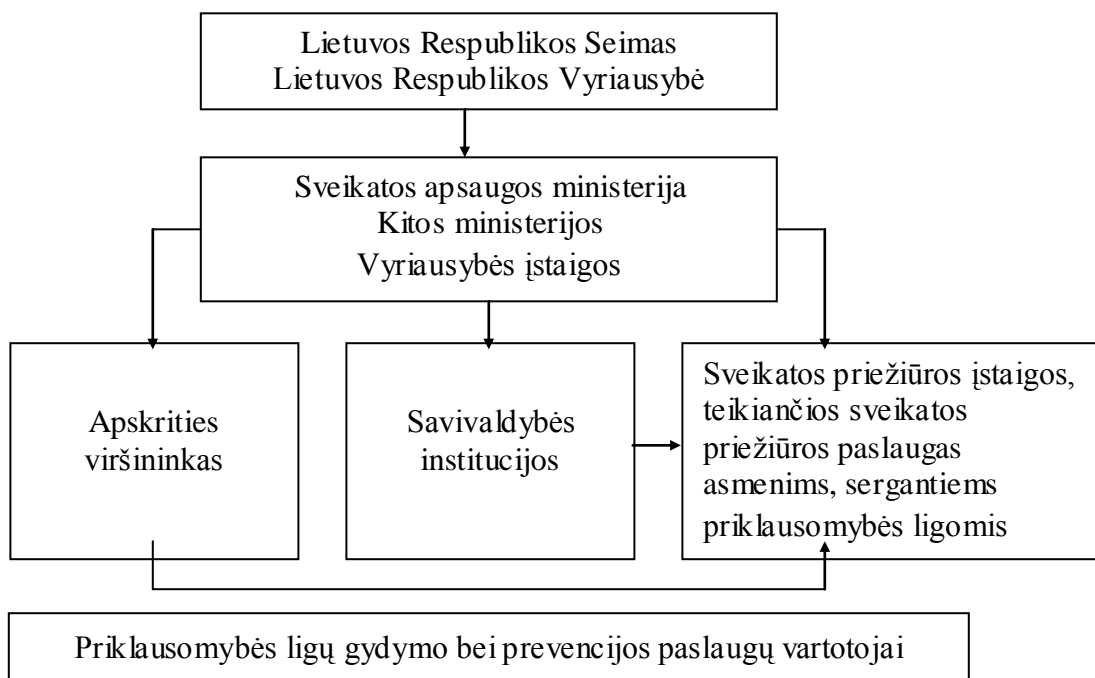 Lietuvos Respublikos Seimas
Lietuvos Respublikos Vyriausybė
Sveikatos apsaugos ministerija
Kitos ministerijos
Vyriausybės įstaigos
Apskrities
viršininkas
Savivaldybės
institucijos
Sveikatos priežiūros įstaigos,
teikiančios sveikatos
priežiūros paslaugas
asmenims, sergantiems
priklausomybės ligomis
Priklausomybės ligų gydymo bei prevencijos paslaugų vartotojai